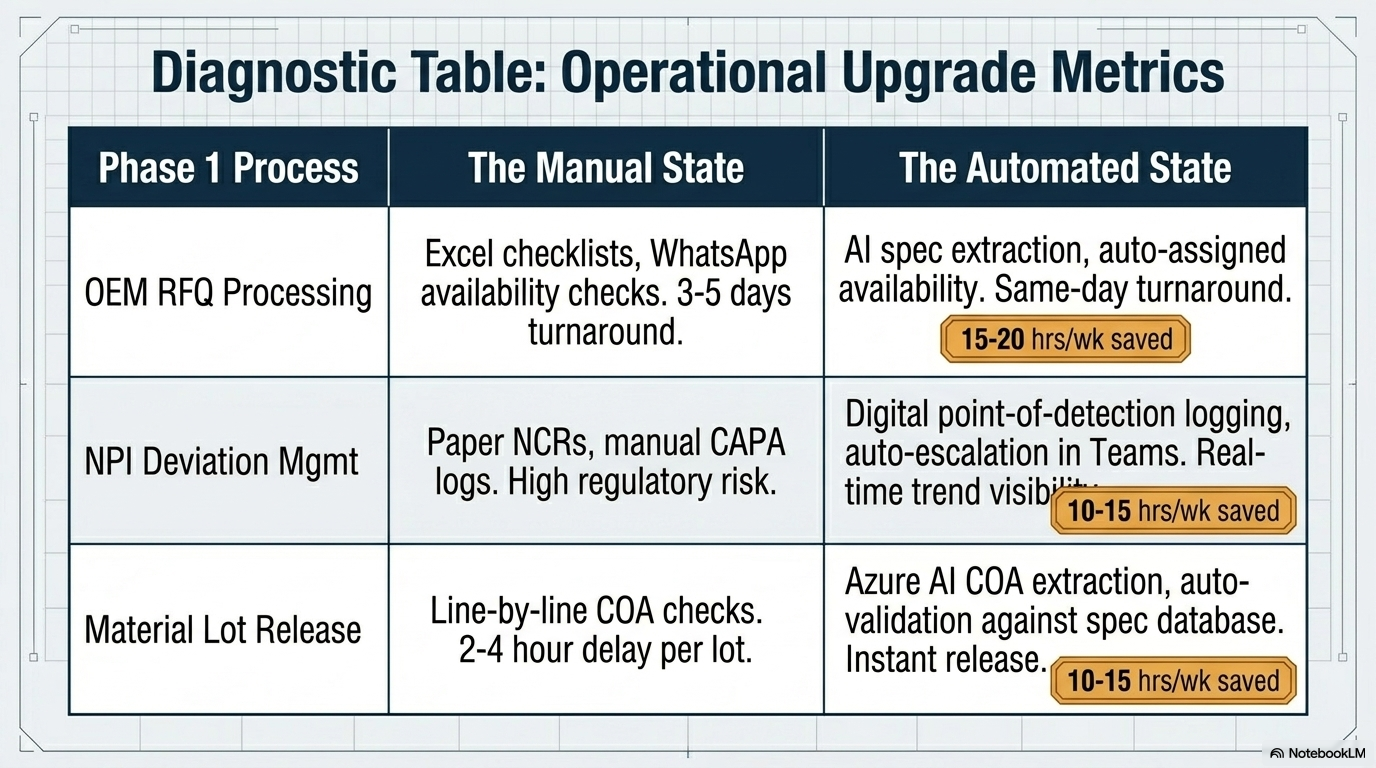 Diagnostic Table: Operational Upgrade Metrics
Phase 1 Process
The Manual State
The Automated State
OEM RFQ Processing
Excel checklists, WhatsApp
availability checks. 3-5 days
turnaround.
AI spec extraction, auto-assigned
availability. Same-day turnaround.
15-20 hrs/wk saved
NPI Deviation Mgmt
Paper NCRs, manual CAPA
logs. High regulatory risk.
Digital point-of-detection logging,
auto-escalation in Teams. Real-
time trend visibility.
10-15 hrs/wk saved
Material Lot Release
Line-by-line COA checks.
2-4 hour delay per lot.
Azure AI COA extraction, auto-
validation against spec database.
Instant release.
10-15 hrs/wk saved
NotebookLM